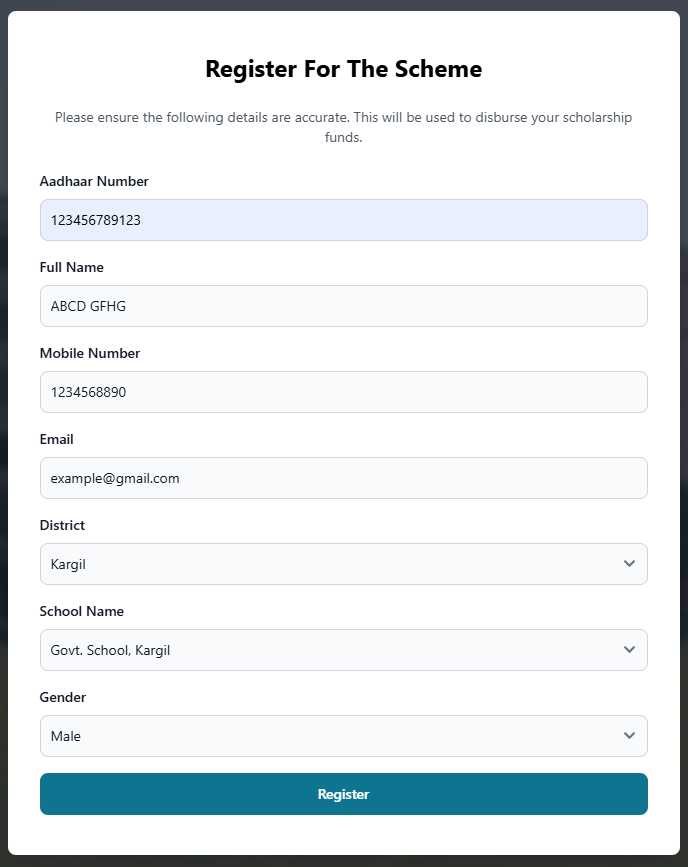 Register For The Scheme
Please ensure the following details are accurate. This will be used to disburse your scholarship
funds.
Aadhaar Number
123456789123
Full Name
ABCD GFHG
Mobile Number
1234568890
Email
example@gmail.com
District
Kargil
School Name
Govt. School, Kargil
Gender
Male
Register